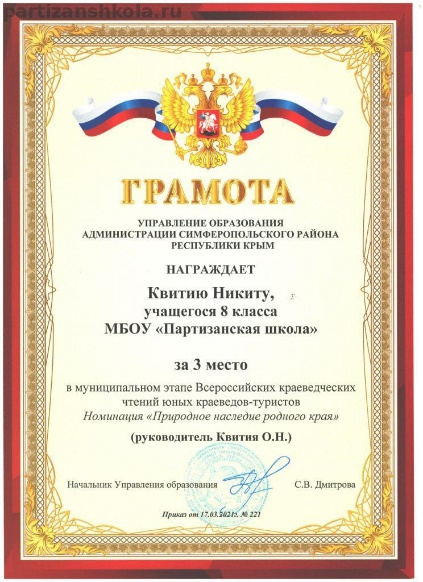 partizanshkola.ru
ГРАМОТА
УПРАВЛЕНИЕ ОБРАЗОВАНИЯ
АДМИНИСТРАЦИИ СИМФЕРОПОЛЬСКОГО РАЙОНА
РЕСПУБЛИКИ КРЫМ
НАГРАЖДАЕТ
Квитию Никиту,
учащегося 8 класса
МБОУ «Партизанская школа»
за 3 место
в муниципальном этапе Всероссийских краеведческих
чтений юных краеведов-туристов
Номинация «Природное наследие родного края»
(руководитель Квития О.Н.)
Начальник Управления образования С.В. Дмитрова
Приказ от 17.03.2021г. № 221